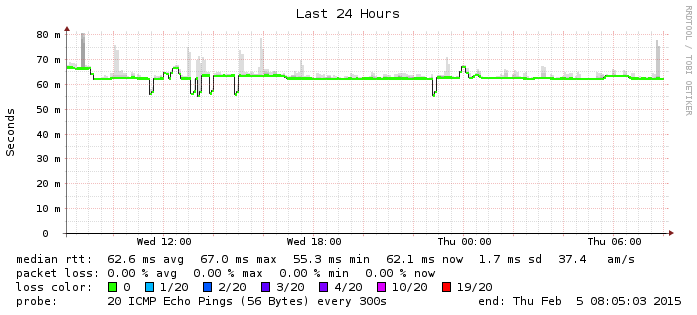 Last 24 Hours
RRDTOOL / TOBI OETIKER
Seconds
80 m
70 m
60 m
50 m
40 m
30 m
20 m
10 m
0
Wed 12:00 Wed 18:00 Thu 00:00 Thu 06:00
median rtt: 62.6 ms avg 67.0 ms max 55.3 ms min 62.1 ms now 1.7 ms sd 37.4 am/s
packet loss: 0.00 % avg 0.00 % max 0.00 % min 0.00 % now
loss color: 0 1/20 2/20 3/20 4/20 10/20 19/20
probe: 20 ICMP Echo Pings (56 Bytes) every 300s end: Thu Feb 5 08:05:03 2015